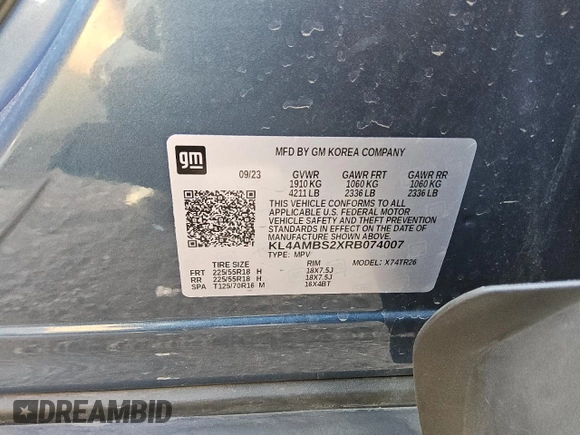 gm
MFD BY GM KOREA COMPANY
09/23 GVWR GAWR FRT GAWR RR
1910 KG 1060 KG 1060 KG
4211 LB 2336 LB 2336 LB
THIS VEHICLE CONFORMS TO ALL
APPLICABLE U.S. FEDERAL MOTOR
VEHICLE SAFETY AND THEFT PREVENTION
STANDARDS IN EFFECT ON THE DATE OF
MANUFACTURE SHOWN ABOVE.
KL4AMBS2XRB074007
TYPE: MPV MODEL: X74TR26
TIRE SIZE RIM
FRT 225/55R18 H 18X7.5J
RR 225/55R18 H 18X7.5J
SPA T125/70R16 M 16X4BT
DREAMBID